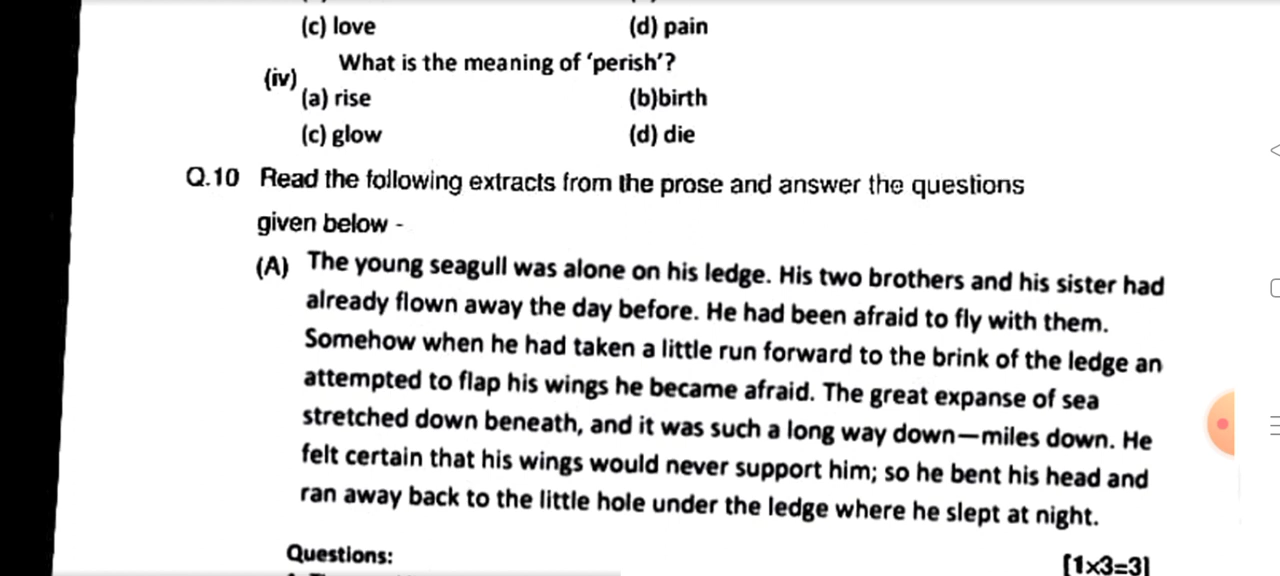 (c) love (d) pain
(iv) What is the meaning of 'perish'?
(a) rise (b)birth
(c) glow (d) die
Q.10 Read the following extracts from the prose and answer the questions
given below -
(A) The young seagull was alone on his ledge. His two brothers and his sister had
already flown away the day before. He had been afraid to fly with them.
Somehow when he had taken a little run forward to the brink of the ledge an
attempted to flap his wings he became afraid. The great expanse of sea
stretched down beneath, and it was such a long way down—miles down. He
felt certain that his wings would never support him; so he bent his head and
ran away back to the little hole under the ledge where he slept at night.
Questions: [1x3=3]